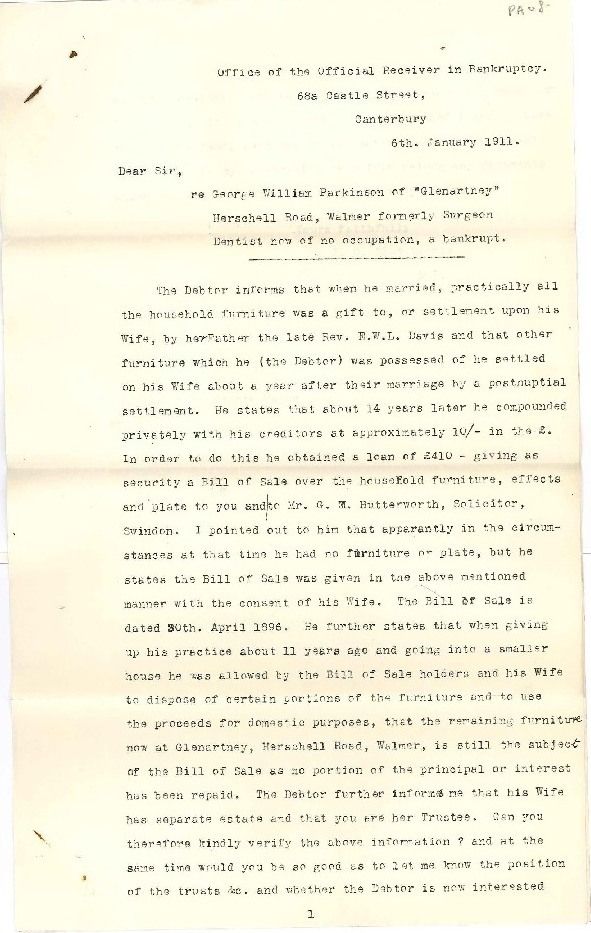 PA08
Office of the Official Receiver in Bankruptcy.
68a Castle Street,
Canterbury
6th. January 1911.
Dear Sir,
re George William Parkinson of "Glenartney"
Herschell Road, Walmer formerly Surgeon
Dentist now of no occupation, a bankrupt.
The Debtor informs that when he married, practically all
the household furniture was a gift to, or settlement upon his
Wife, by her Father the late Rev. E.W.L. Davis and that other
furniture which he (the Debtor) was possessed of he settled
on his Wife about a year after their marriage by a postnuptial
settlement. He states that about 14 years later he compounded
privately with his creditors at approximately 10/- in the £.
In order to do this he obtained a loan of £410 - giving as
security a Bill of Sale over the household furniture, effects
and plate to you and to Mr. G. W. Butterworth, Solicitor,
Swindon. I pointed out to him that apparantly in the circum-
stances at that time he had no furniture or plate, but he
states the Bill of Sale was given in the above mentioned
manner with the consent of his Wife. The Bill of Sale is
dated 30th. April 1896. He further states that when giving
up his practice about 11 years ago and going into a smaller
house he was allowed by the Bill of Sale holders and his Wife
to dispose of certain portions of the furniture and to use
the proceeds for domestic purposes, that the remaining furniture
now at Glenartney, Herschell Road, Walmer, is still the subject
of the Bill of Sale as no portion of the principal or interest
has been repaid. The Debtor further informs me that his Wife
has separate estate and that you are her Trustee. Can you
therefore kindly verify the above information ? and at the
same time would you be so good as to let me know the position
of the trusts &c. and whether the Debtor is now interested
1